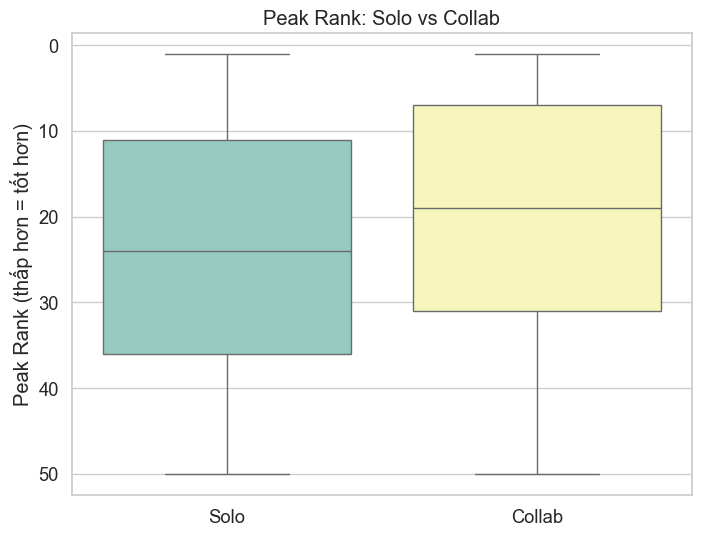 Peak Rank: Solo vs Collab
Peak Rank (thấp hơn = tốt hơn)
0
10
20
30
40
50
Solo
Collab